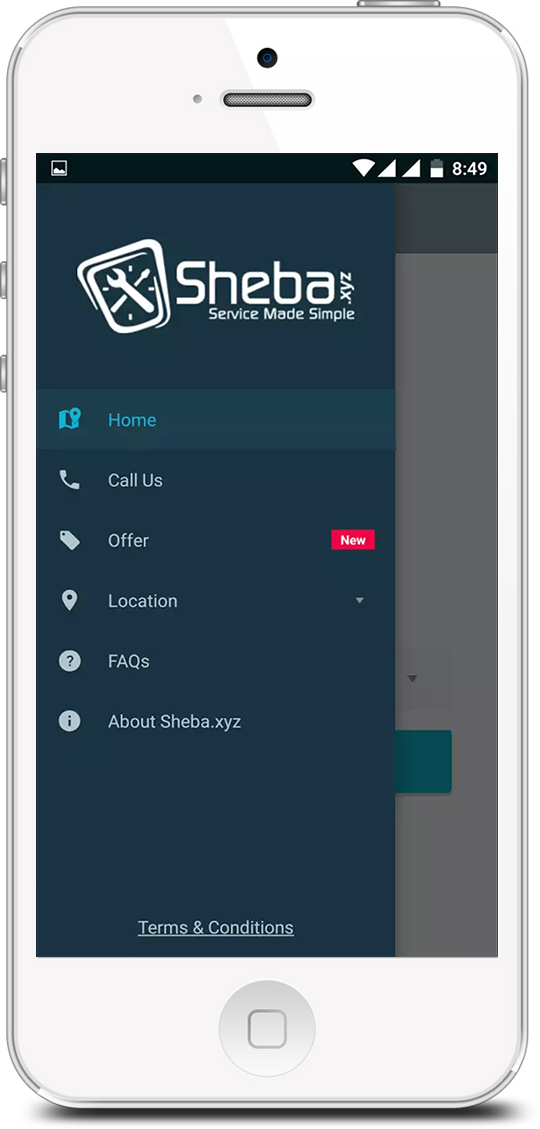 8:49
Sheba.xyz
Service Made Simple
Home
Call Us
Offer New
Location
FAQs
About Sheba.xyz
Terms & Conditions